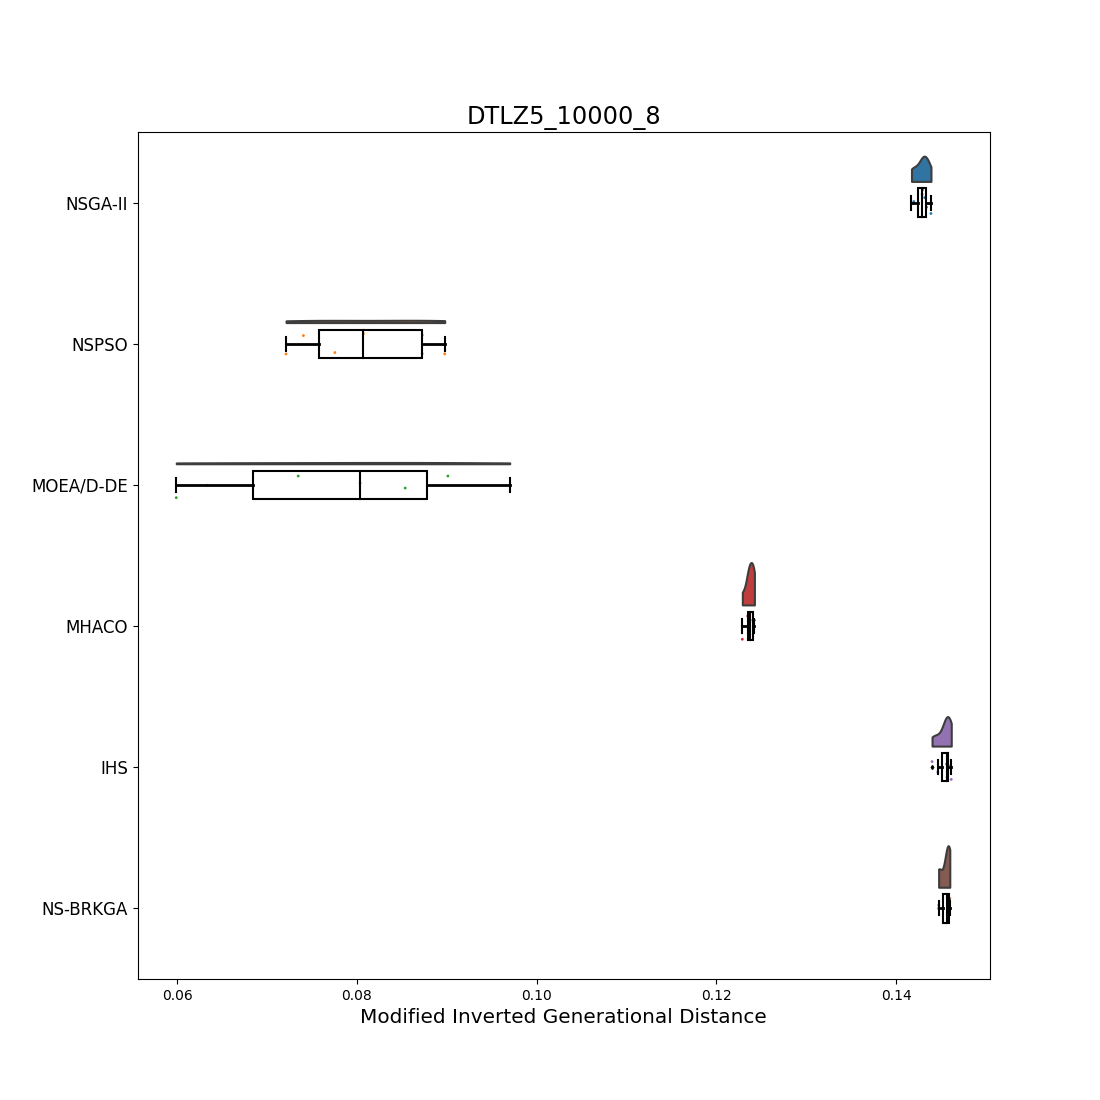 DTLZ5_10000_8
NSGA-II
NSPSO
MOEA/D-DE
MHACO
IHS
NS-BRKGA
0.06 0.08 0.10 0.12 0.14
Modified Inverted Generational Distance